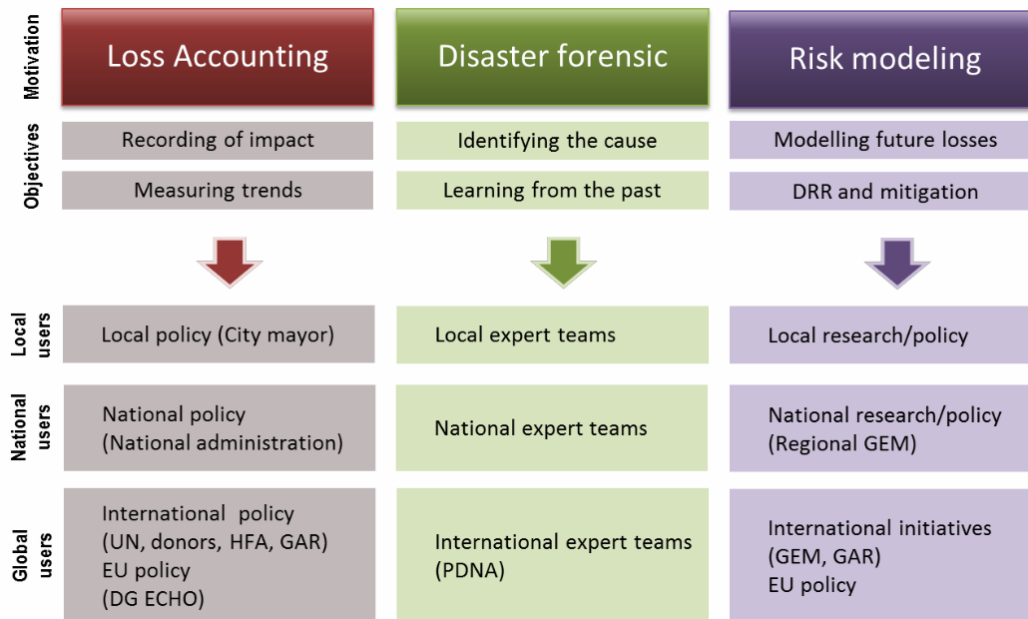 Motivation
Loss Accounting
Disaster forensic
Risk modeling
Objectives
Recording of impact
Identifying the cause
Modelling future losses
Measuring trends
Learning from the past
DRR and mitigation
Local
users
Local policy (City mayor)
Local expert teams
Local research/policy
National
users
National policy
(National administration)
National expert teams
National research/policy
(Regional GEM)
Global
users
International policy
(UN, donors, HFA, GAR)
EU policy
(DG ECHO)
International expert teams
(PDNA)
International initiatives
(GEM, GAR)
EU policy